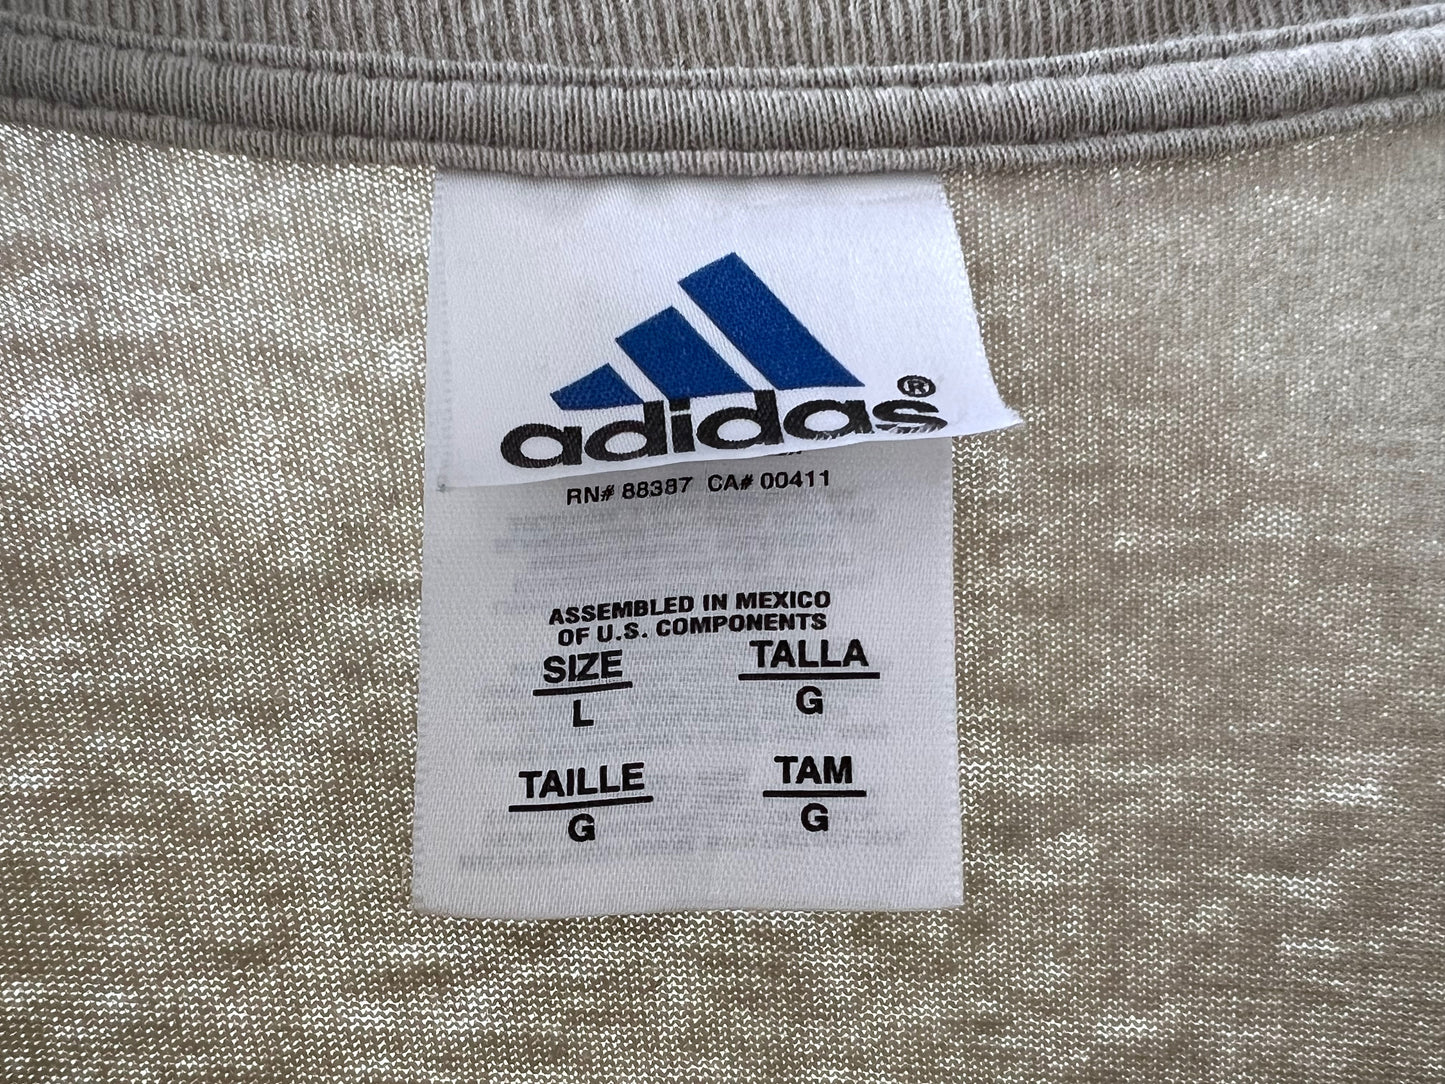 adidas®
RN# 88387 CA# 00411
ASSEMBLED IN MEXICO
OF U.S. COMPONENTS
SIZE
L
TALLA
G
TAILLE
G
TAM
G